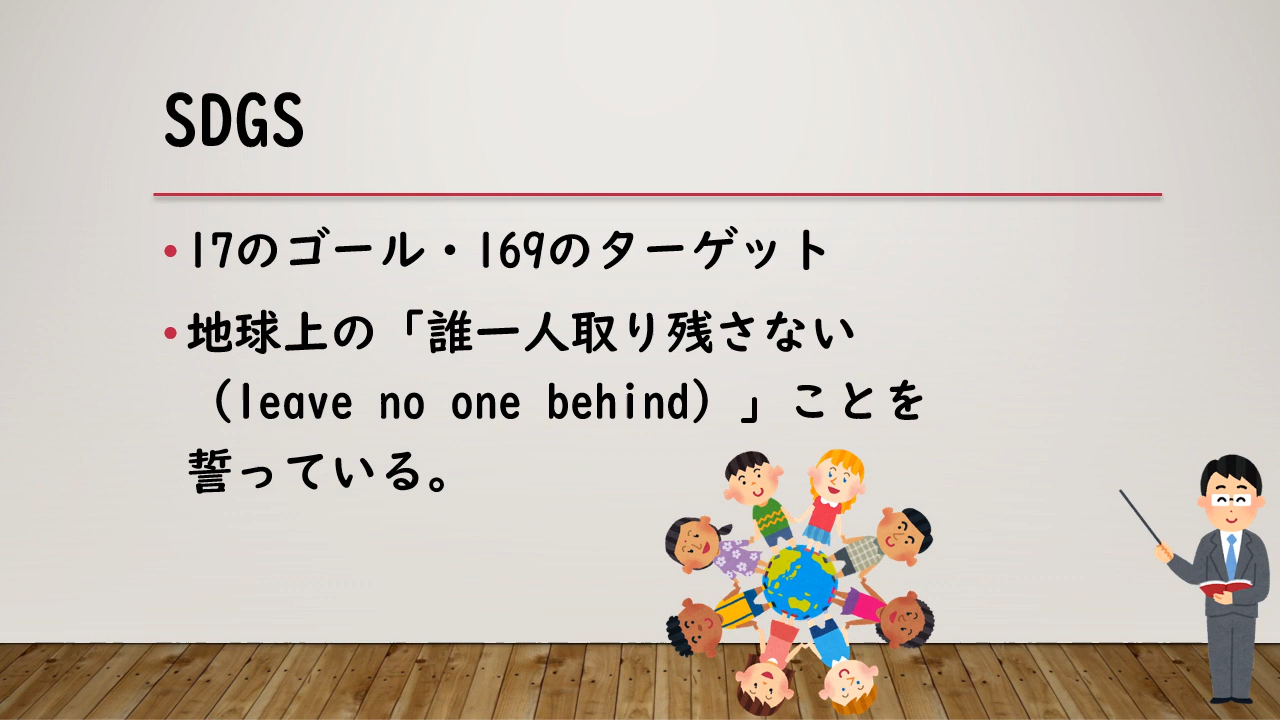 SDGS
•17のゴール・169のターゲット
•地球上の「誰一人取り残さない
（leave no one behind）」ことを
誓っている。